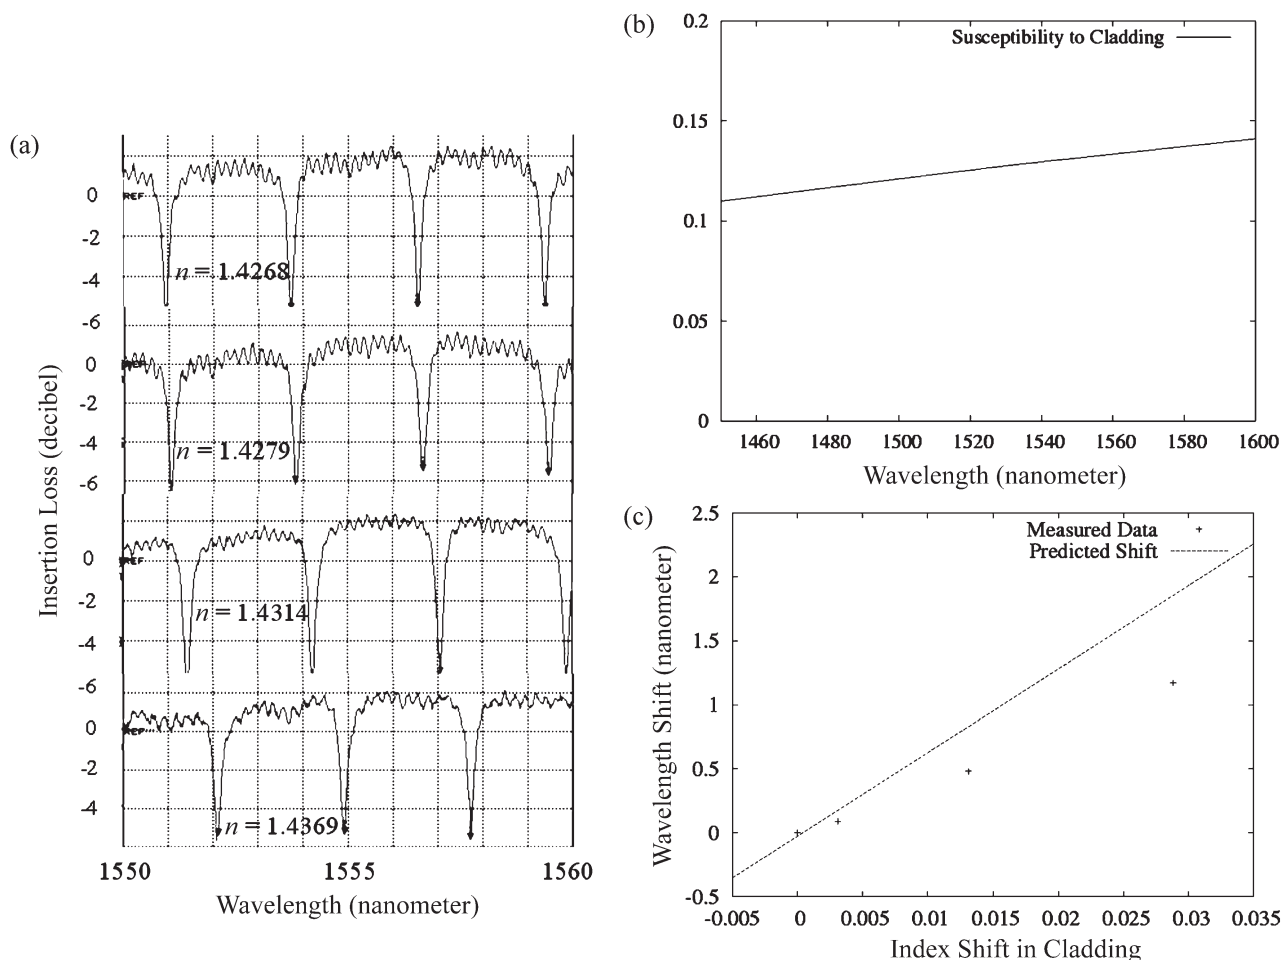 (a)
Insertion Loss (decibel)
0
-2
-4
-6
0
-2
-4
-6
0
-2
-4
-6
0
-2
-4
REF
n = 1.4268
REF
n = 1.4279
REF
n = 1.4314
REF
n = 1.4369
1550 1555 1560
Wavelength (nanometer)
(b)
Susceptibility to Cladding
0.2
0.15
0.1
0.05
0
1460 1480 1500 1520 1540 1560 1580 1600
Wavelength (nanometer)
(c)
Measured Data
Predicted Shift
Wavelength Shift (nanometer)
2.5
2
1.5
1
0.5
0
-0.5
-0.005 0 0.005 0.01 0.015 0.02 0.025 0.03 0.035
Index Shift in Cladding